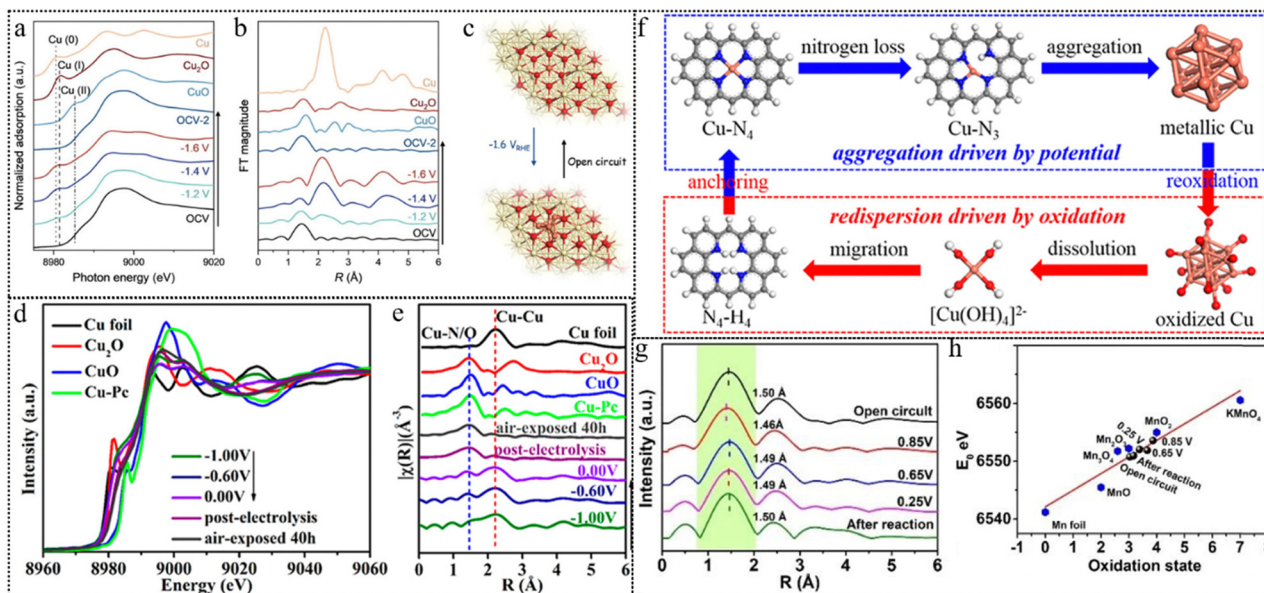 a
Cu (0)
Cu (I)
Cu (II)
Cu
Cu2O
CuO
OCV-2
-1.6 V
-1.4 V
-1.2 V
OCV
Normalized adsorption (a.u.)
8980 9000 9020
Photon energy (eV)
b
Cu
Cu2O
CuO
OCV-2
-1.6 V
-1.4 V
-1.2 V
OCV
FT magnitude
0 1 2 3 4 5 6
R (Å)
c
-1.6 VRHE
Open circuit
d
Cu foil
Cu2O
CuO
Cu-Pc
-1.00V
-0.60V
0.00V
post-electrolysis
air-exposed 40h
Intensity (a.u.)
8960 8980 9000 9020 9040 9060
Energy (eV)
e
Cu-Cu
Cu-N/O
Cu foil
Cu2O
CuO
Cu-Pc
air-exposed 40h
post-electrolysis
0.00V
-0.60V
-1.00V
|χ(R)|(Å-3)
0 1 2 3 4 5 6
R (Å)
f
nitrogen loss
aggregation
Cu-N4
Cu-N3
metallic Cu
aggregation driven by potential
anchoring
reoxidation
redispersion driven by oxidation
migration
dissolution
N4-H4
[Cu(OH)4]2-
oxidized Cu
g
1.50 Å
Open circuilt
1.46Å
0.85V
1.49 Å
0.65V
1.49 Å
0.25V
1.50 Å
After reaction
Intensity (a.u.)
0 1 2 3 4 5 6
R (Å)
h
KMnO4
MnO2
0.25 V
0.85 V
Mn2O3
0.65 V
Mn3O4
After reaction
Open circuit
MnO
Mn foil
E0 eV
6560
6550
6540
-1 0 1 2 3 4 5 6 7
Oxidation state